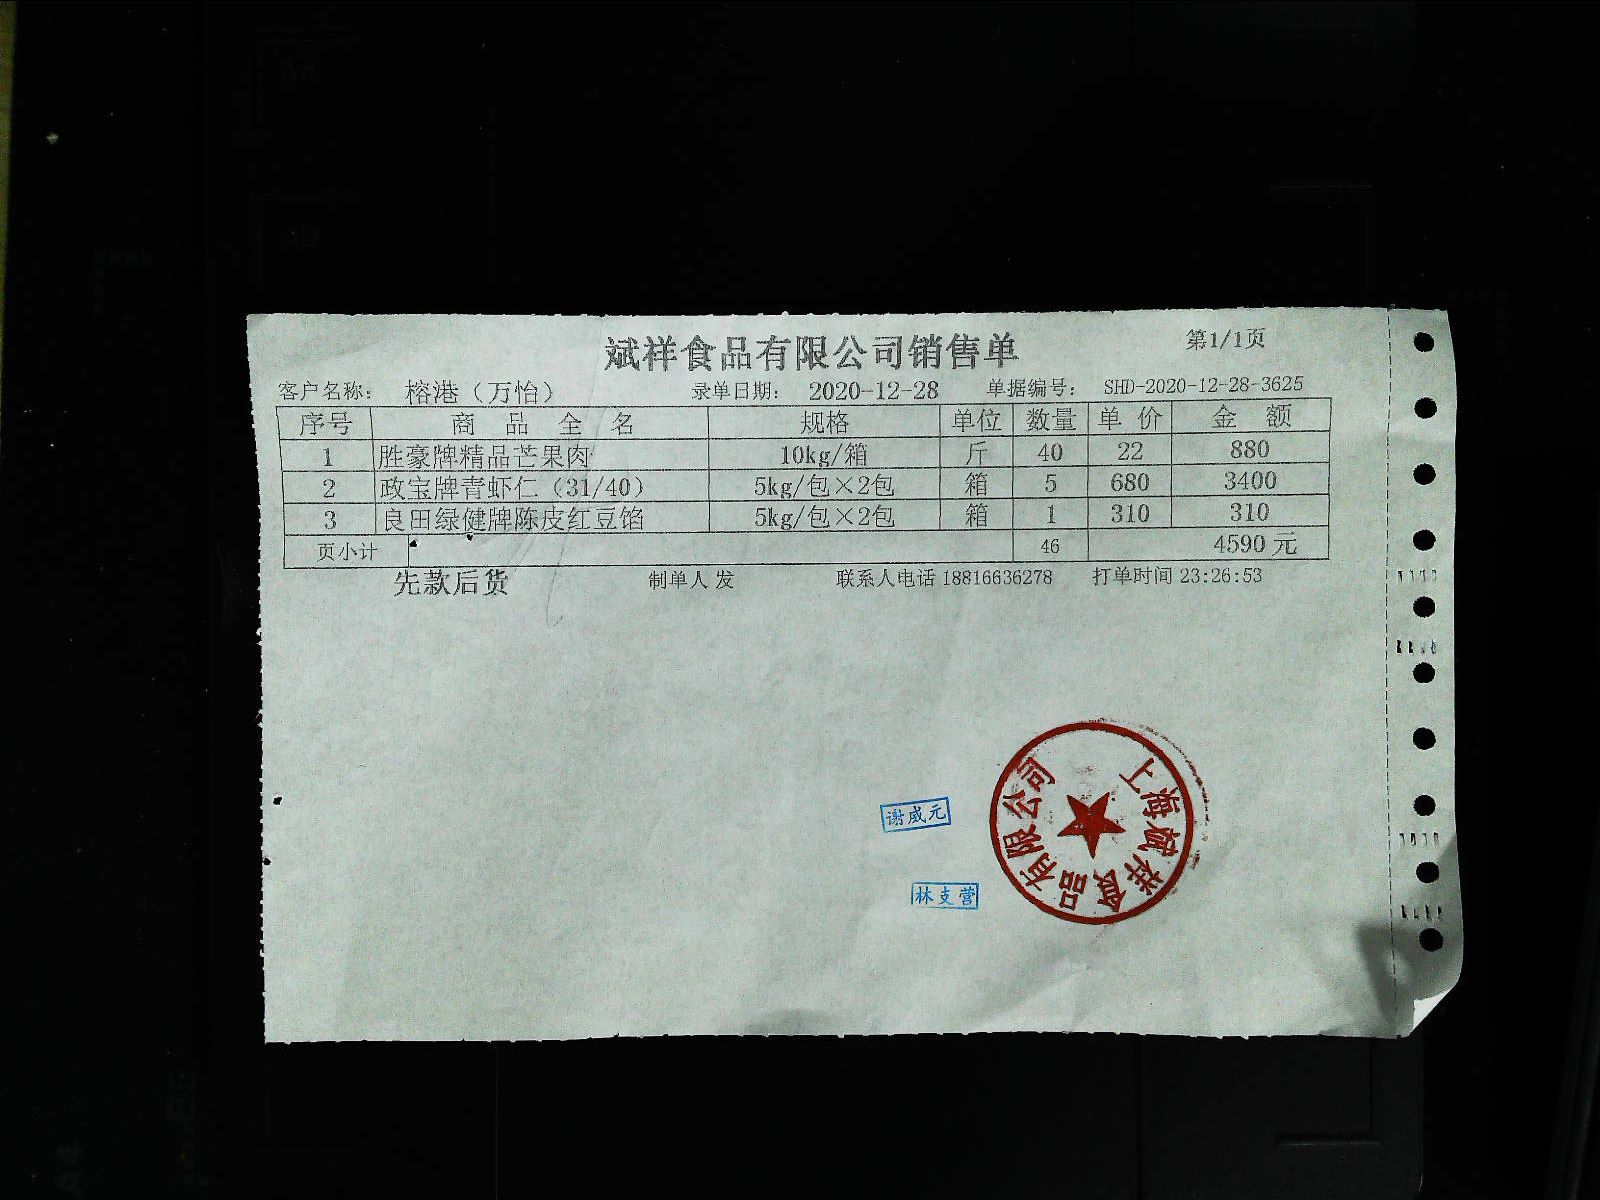 斌祥食品有限公司销售单 第1/1页
客户名称： 榕港（万怡） 录单日期： 2020-12-28 单据编号： SHD-2020-12-28-3625
序号 商品全名 规格 单位 数量 单价 金额
1 胜豪牌精品芒果肉 10kg/箱 斤 40 22 880
2 政宝牌青虾仁（31/40） 5kg/包×2包 箱 5 680 3400
3 良田绿健牌陈皮红豆馅 5kg/包×2包 箱 1 310 310
页小计 46 4590 元
先款后货 制单人 发 联系人电话 18816636278 打单时间 23:26:53
上海斌祥食品有限公司
谢威元
林支营